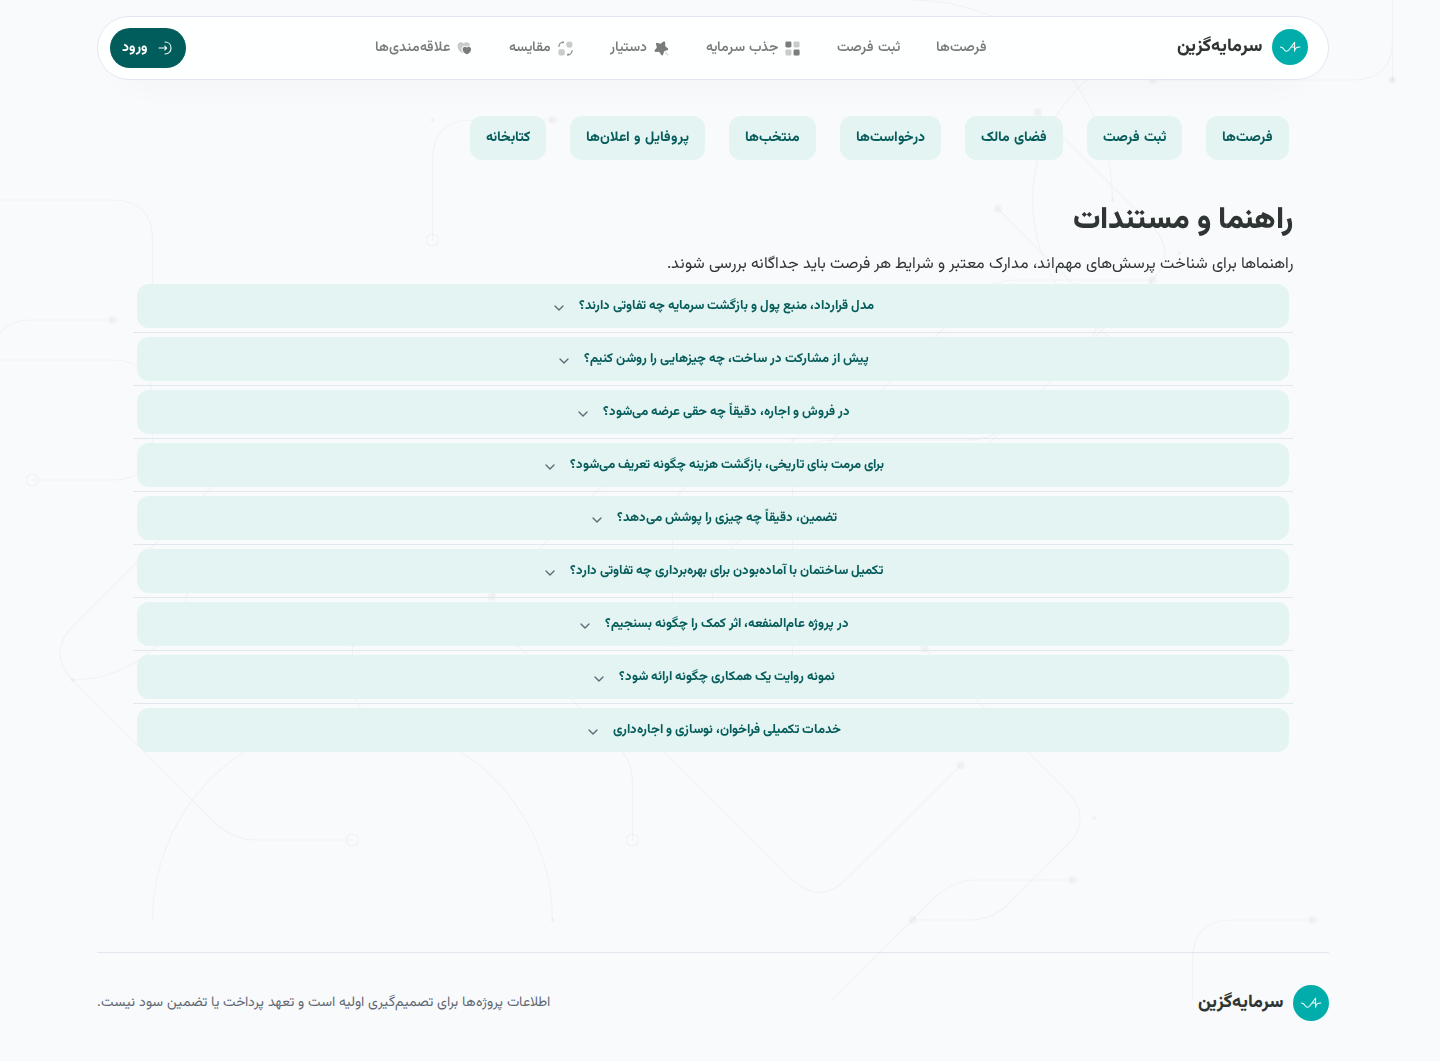 سرمایه‌گزین
فرصت‌ها
ثبت فرصت
جذب سرمایه
دستیار
مقایسه
علاقه‌مندی‌ها
ورود
فرصت‌ها
ثبت فرصت
فضای مالک
درخواست‌ها
منتخب‌ها
پروفایل و اعلان‌ها
کتابخانه
راهنما و مستندات
راهنماها برای شناخت پرسش‌های مهم‌اند، مدارک معتبر و شرایط هر فرصت باید جداگانه بررسی شوند.
مدل قرارداد، منبع پول و بازگشت سرمایه چه تفاوتی دارند؟
پیش از مشارکت در ساخت، چه چیزهایی را روشن کنیم؟
در فروش و اجاره، دقیقاً چه حقی عرضه می‌شود؟
برای مرمت بنای تاریخی، بازگشت هزینه چگونه تعریف می‌شود؟
تضمین، دقیقاً چه چیزی را پوشش می‌دهد؟
تکمیل ساختمان با آماده‌بودن برای بهره‌برداری چه تفاوتی دارد؟
در پروژه عام‌المنفعه، اثر کمک را چگونه بسنجیم؟
نمونه روایت یک همکاری چگونه ارائه شود؟
خدمات تکمیلی فراخوان، نوسازی و اجاره‌داری
سرمایه‌گزین
اطلاعات پروژه‌ها برای تصمیم‌گیری اولیه است و تعهد پرداخت یا تضمین سود نیست.